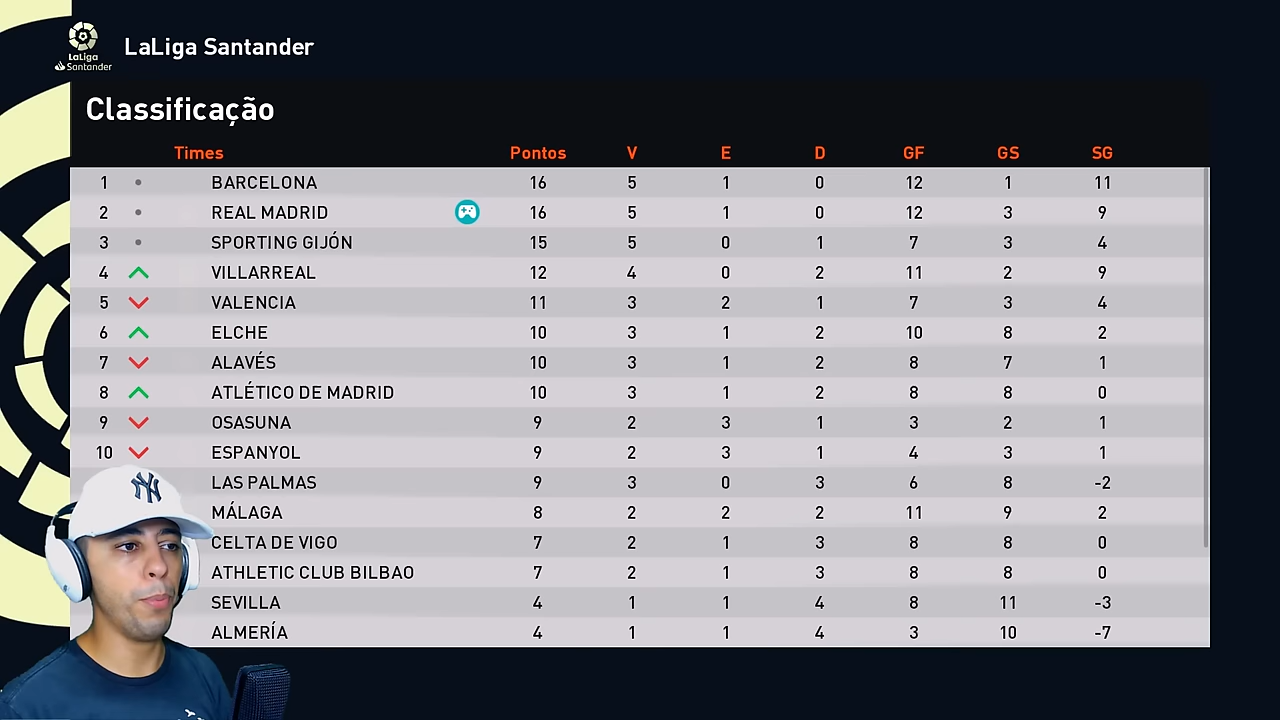 LaLiga Santander
LaLiga
Santander
Classificação
Times Pontos V E D GF GS SG
1 BARCELONA 16 5 1 0 12 1 11
2 REAL MADRID 16 5 1 0 12 3 9
3 SPORTING GIJÓN 15 5 0 1 7 3 4
4 VILLARREAL 12 4 0 2 11 2 9
5 VALENCIA 11 3 2 1 7 3 4
6 ELCHE 10 3 1 2 10 8 2
7 ALAVÉS 10 3 1 2 8 7 1
8 ATLÉTICO DE MADRID 10 3 1 2 8 8 0
9 OSASUNA 9 2 3 1 3 2 1
10 ESPANYOL 9 2 3 1 4 3 1
LAS PALMAS 9 3 0 3 6 8 -2
MÁLAGA 8 2 2 2 11 9 2
CELTA DE VIGO 7 2 1 3 8 8 0
ATHLETIC CLUB BILBAO 7 2 1 3 8 8 0
SEVILLA 4 1 1 4 8 11 -3
ALMERÍA 4 1 1 4 3 10 -7
NY